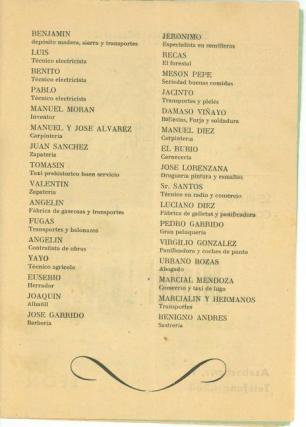 BENJAMIN
depósito madera, sierra y transportes
LUIS
Técnico electricista
BENITO
Técnico electricista
PABLO
Técnico electricista
MANUEL MORAN
Inventor
MANUEL Y JOSE ALVAREZ
Carpintería
JUAN SANCHEZ
Zapatería
TOMASIN
Taxi prehistórico buen servicio
VALENTIN
Zapatería
ANGELIN
Fábrica de gaseosas y transportes
FUGAS
Transportes y
ANGELIN
Contratista de obras
YAYO
Técnico agrícola
EUSEBIO
Herrador
JOAQUIN
Albañil
JOSE GARRIDO
Barbería
JERONIMO
Especialista en semilleros
RECAS
El forestal
MESON PEPE
Seriedad buenas comidas
JACINTO
Transportes y
DAMASO VIÑAYO
Ballestas, Forja y soldadura
MANUEL DIEZ
Carpintería
EL RUBIO
Carnecería
JOSE LORENZANA
Droguería pintura y esmaltes
Sr. SANTOS
Técnico en radio y comercio
LUCIANO DIEZ
Fábrica de galletas y panificadora
PEDRO GARRIDO
Gran peluquería
VIRGILIO GONZALEZ
Panificadora y coches de punto
URBANO ROZAS
Abogado
MARCIAL MENDOZA
Comercio y taxi de lujo
MARCIALIN Y HERMANOS
Transportes
BENIGNO ANDRES
Sastrería